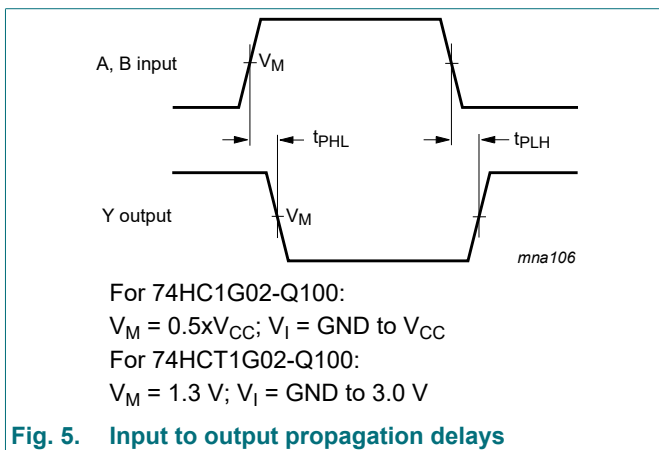 A, B input
VM
tPHL
tPLH
Y output
VM
mna106
For 74HC1G02-Q100:
VM = 0.5xVCC; VI = GND to VCC
For 74HCT1G02-Q100:
VM = 1.3 V; VI = GND to 3.0 V
Fig. 5. Input to output propagation delays